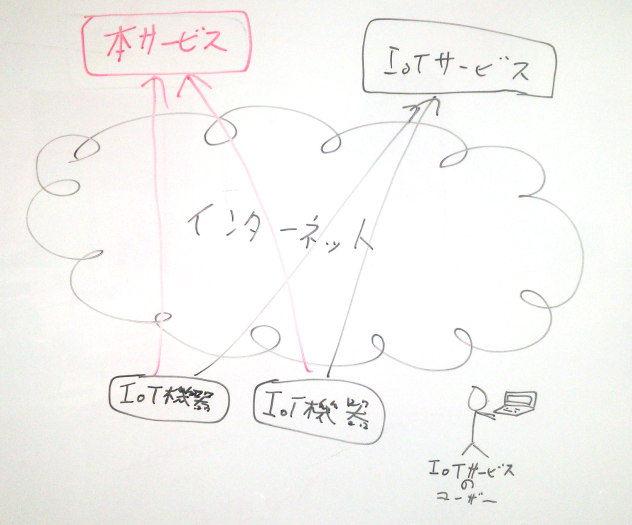 本サービス
IoTサービス
インターネット
IoT機器
IoT機器
IoTサービス
の
ユーザー